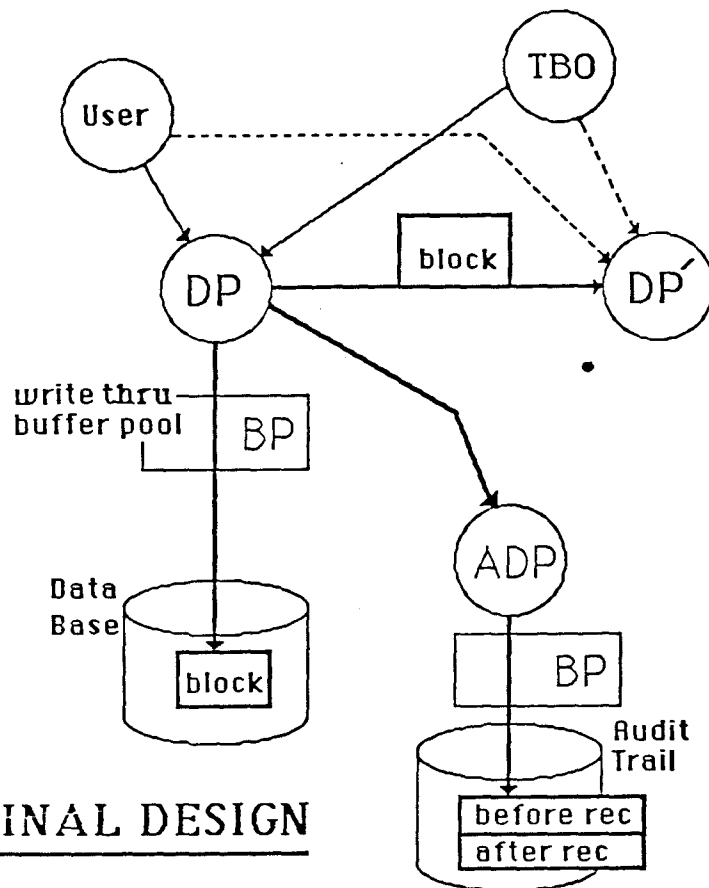 TBO
User
block
DP
DP′
write thru
buffer pool
BP
ADP
Data
Base
block
BP
Audit
Trail
before rec
after rec
INAL DESIGN